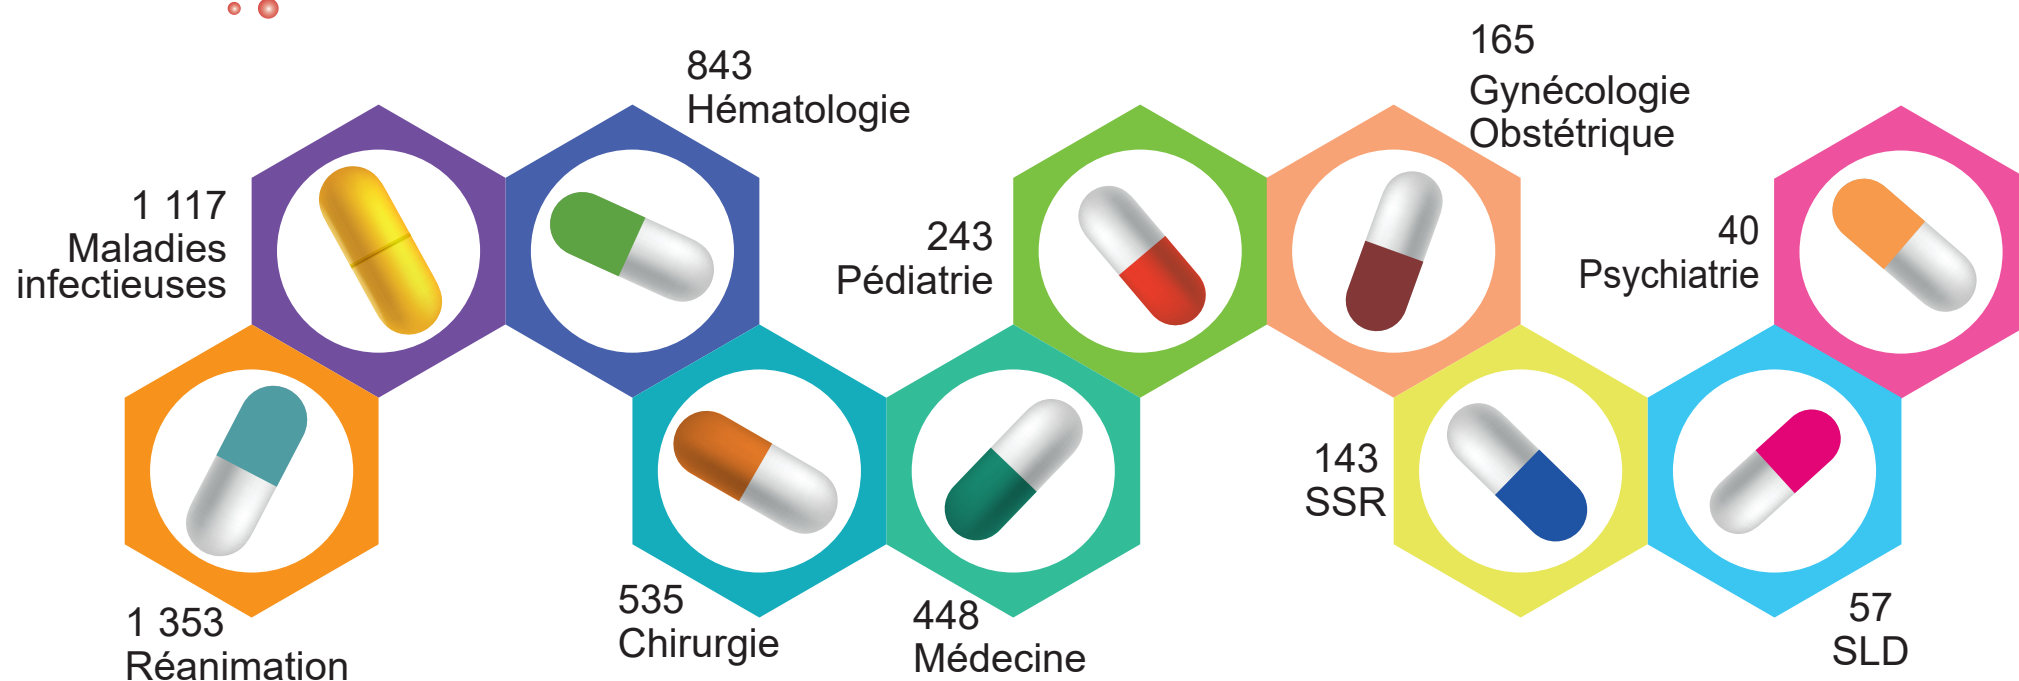 1 353
Réanimation
1 117
Maladies
infectieuses
843
Hématologie
535
Chirurgie
448
Médecine
243
Pédiatrie
165
Gynécologie
Obstétrique
143
SSR
57
SLD
40
Psychiatrie